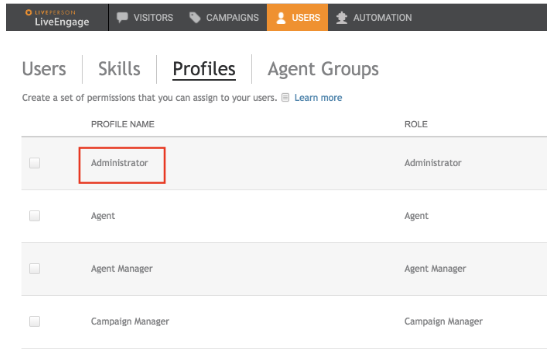 LIVEPERSON
LiveEngage
VISITORS
CAMPAIGNS
USERS
AUTOMATION
Users
Skills
Profiles
Agent Groups
Create a set of permissions that you can assign to your users. Learn more
PROFILE NAME ROLE
Administrator Administrator
Agent Agent
Agent Manager Agent Manager
Campaign Manager Campaign Manager